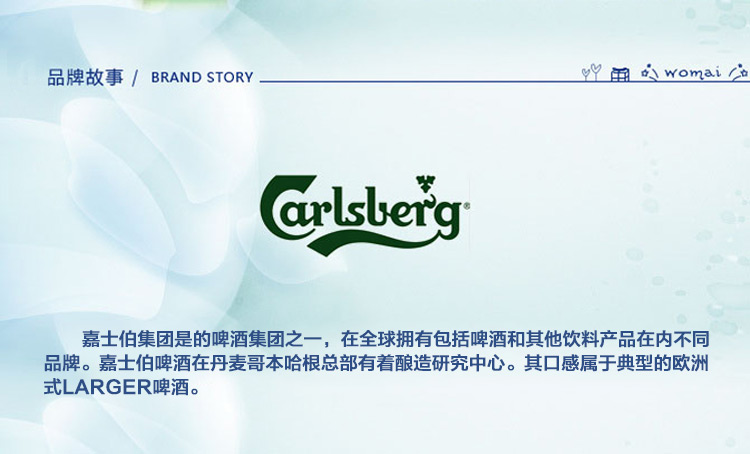 品牌故事 / BRAND STORY
womai
Carlsberg®
嘉士伯集团是的啤酒集团之一，在全球拥有包括啤酒和其他饮料产品在内不同
品牌。嘉士伯啤酒在丹麦哥本哈根总部有着酿造研究中心。其口感属于典型的欧洲
式LARGER啤酒。